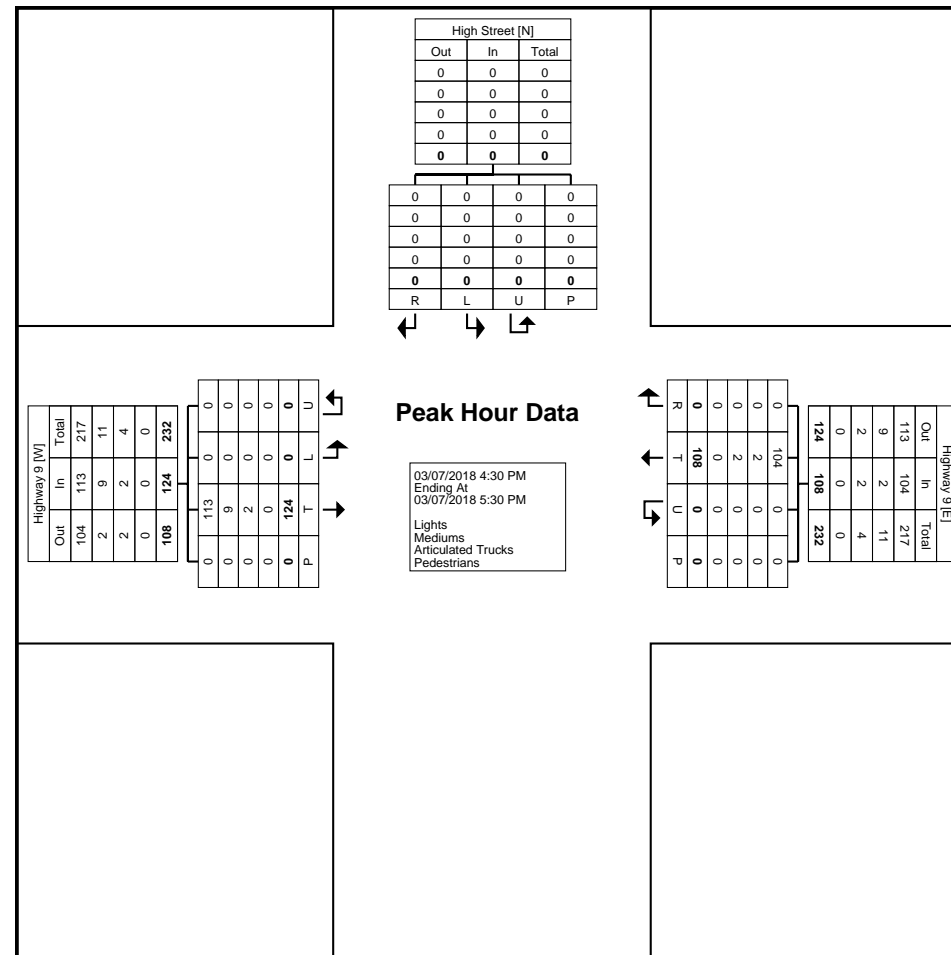 High Street [N]
Out In Total
0 0 0
0 0 0
0 0 0
0 0 0
0 0 0
0 0 0 0
0 0 0 0
0 0 0 0
0 0 0 0
0 0 0 0
R L U P
Peak Hour Data
03/07/2018 4:30 PM
Ending At
03/07/2018 5:30 PM
Lights
Mediums
Articulated Trucks
Pedestrians
Highway 9 [W]
Out In Total
104 113 217
2 9 11
2 2 4
0 0 0
108 124 232
0 0 113 0
0 0 9 0
0 0 2 0
0 0 0 0
0 0 124 0
U L T P
Highway 9 [E]
Out In Total
113 104 217
9 2 11
2 2 4
0 0 0
124 108 232
0 104 0 0
0 2 0 0
0 2 0 0
0 0 0 0
0 108 0 0
R T U P